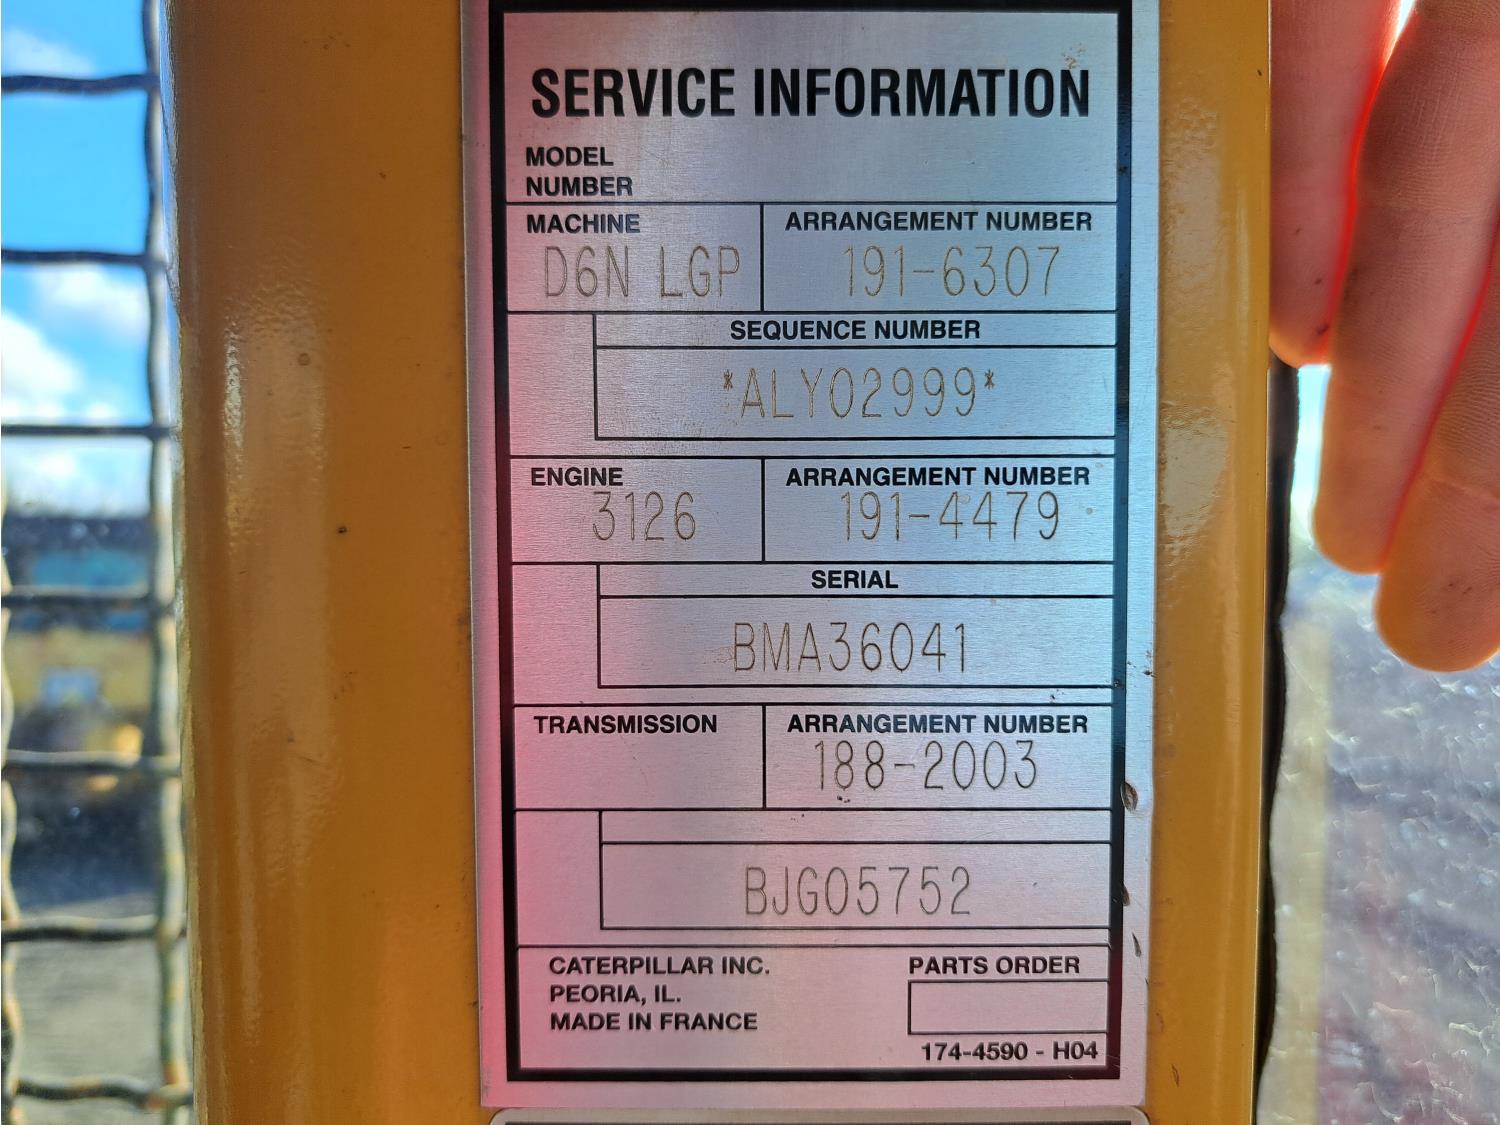 SERVICE INFORMATION
MODEL
NUMBER
MACHINE
ARRANGEMENT NUMBER
D6N LGP
191-6307
SEQUENCE NUMBER
*ALY02999*
ENGINE
ARRANGEMENT NUMBER
3126
191-4479
SERIAL
BMA36041
TRANSMISSION
ARRANGEMENT NUMBER
188-2003
BJG05752
CATERPILLAR INC.
PEORIA, IL.
MADE IN FRANCE
PARTS ORDER
174-4590 - H04